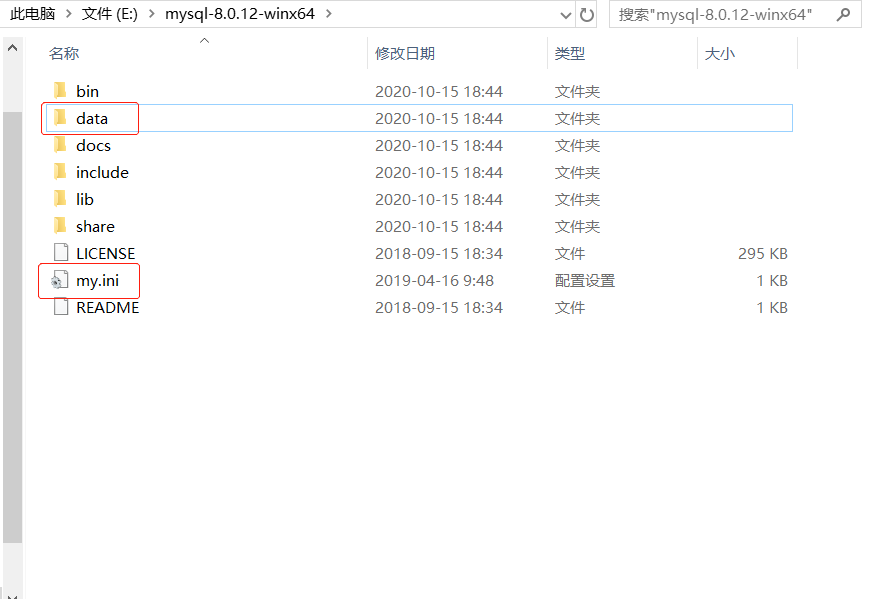 此电脑 > 文件 (E:) > mysql-8.0.12-winx64 >
搜索"mysql-8.0.12-winx64"
名称 修改日期 类型 大小
bin 2020-10-15 18:44 文件夹
data 2020-10-15 18:44 文件夹
docs 2020-10-15 18:44 文件夹
include 2020-10-15 18:44 文件夹
lib 2020-10-15 18:44 文件夹
share 2020-10-15 18:44 文件夹
LICENSE 2018-09-15 18:34 文件 295 KB
my.ini 2019-04-16 9:48 配置设置 1 KB
README 2018-09-15 18:34 文件 1 KB